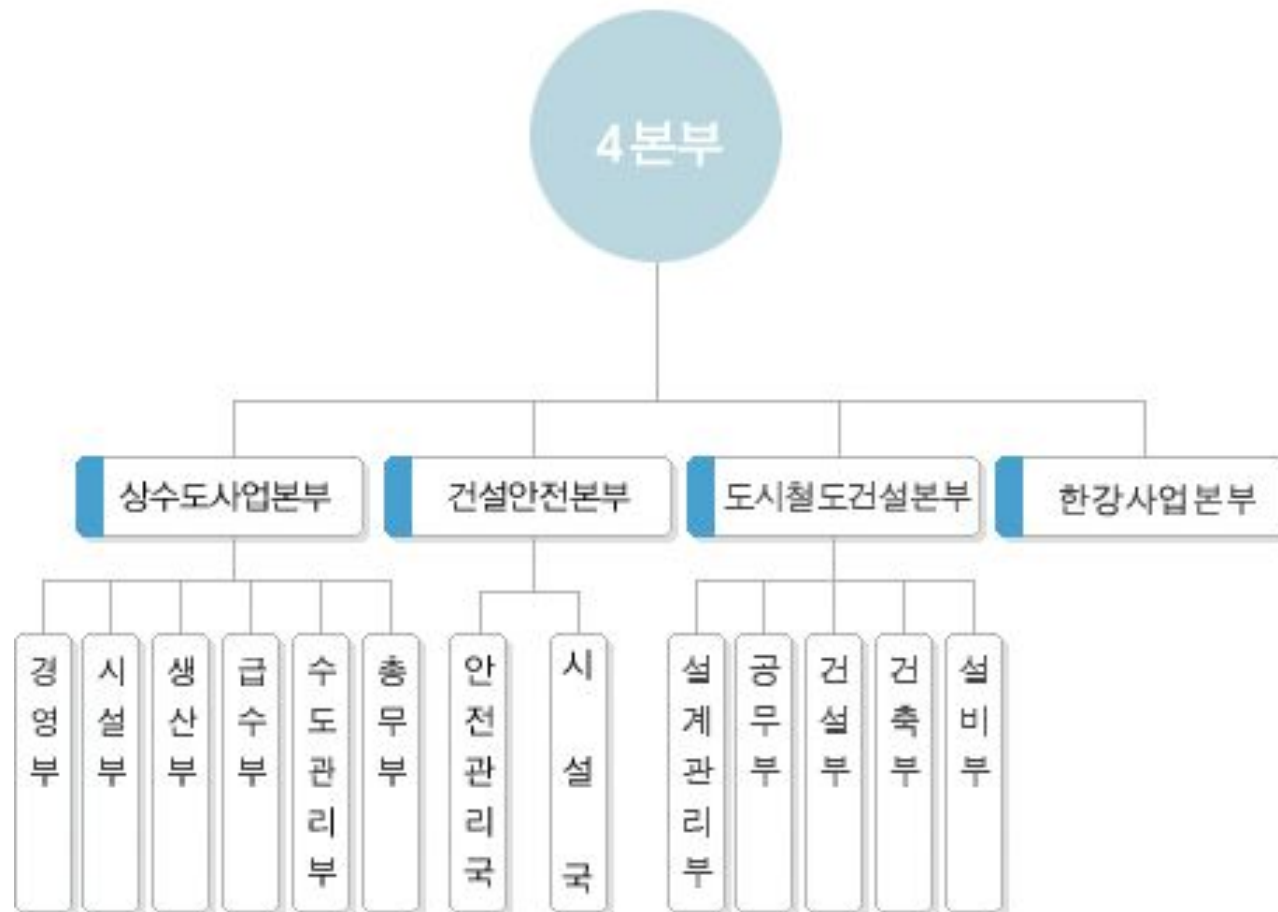 4본부
상수도사업본부
건설안전본부
도시철도건설본부
한강사업본부
경영부
시설부
생산부
급수부
수도관리부
총무부
안전관리국
시설국
설계관리부
공무부
건설부
건축부
설비부